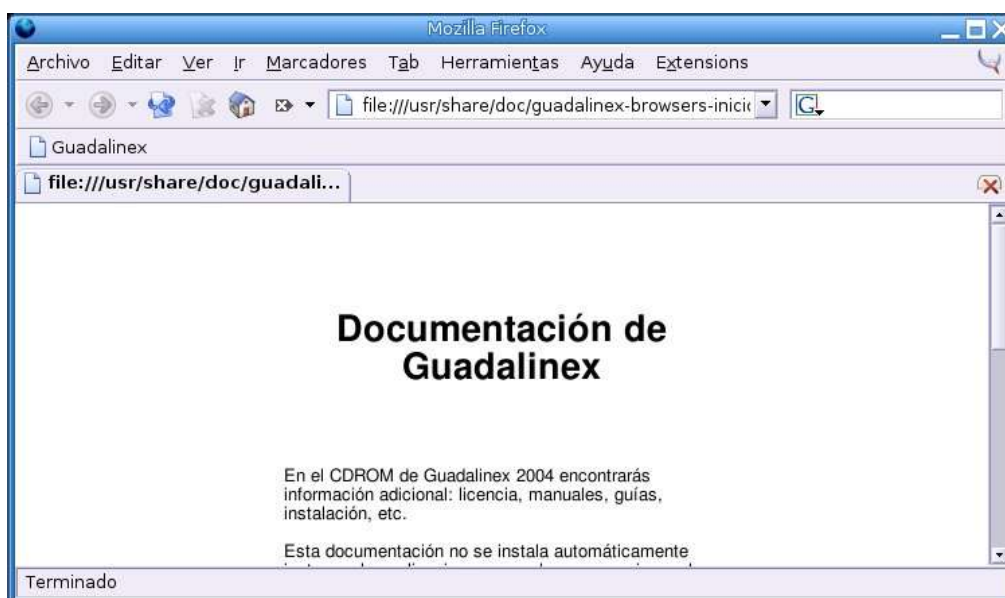 Mozilla Firefox
Archivo Editar Ver Ir Marcadores Tab Herramientas Ayuda Extensions
file:///usr/share/doc/guadalinex-browsers-inicio G
Guadalinex
file:///usr/share/doc/guadali...
Documentación de
Guadalinex
En el CDROM de Guadalinex 2004 encontrarás
información adicional: licencia, manuales, guías,
instalación, etc.
Esta documentación no se instala automáticamente
Terminado